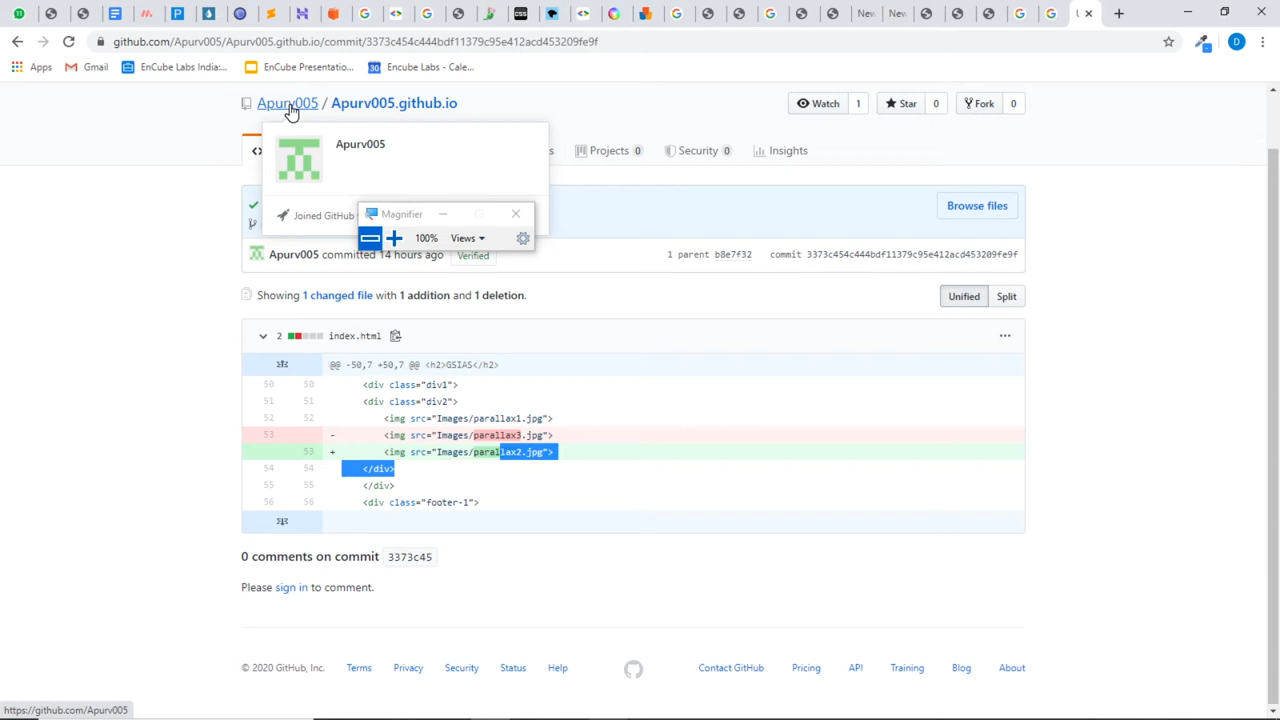 New
New
U
github.com/Apurv005/Apurv005.github.io/commit/3373c454c444bdf11379c95e412acd453209fe9f
D
Apps
Gmail
EnCube Labs India:...
EnCube Presentatio...
Encube Labs - Cale...
Apurv005 / Apurv005.github.io
Watch 1
Star 0
Fork 0
Apurv005
Projects 0
Security 0
Insights
Joined GitHub
Magnifier
100%
Views
Browse files
Apurv005 committed 14 hours ago
Verified
1 parent b8e7f32
commit 3373c454c444bdf11379c95e412acd453209fe9f
Showing 1 changed file with 1 addition and 1 deletion.
Unified
Split
2
index.html
@@ -50,7 +50,7 @@ <h2>GSIAS</h2>
50 50 <div class="div1">
51 51 <div class="div2">
52 52 <img src="Images/parallax1.jpg">
53 - <img src="Images/parallax3.jpg">
53 + <img src="Images/parallax2.jpg">
54 54 </div>
55 55 </div>
56 56 <div class="footer-1">
0 comments on commit 3373c45
Please sign in to comment.
© 2020 GitHub, Inc.
Terms
Privacy
Security
Status
Help
Contact GitHub
Pricing
API
Training
Blog
About
https://github.com/Apurv005